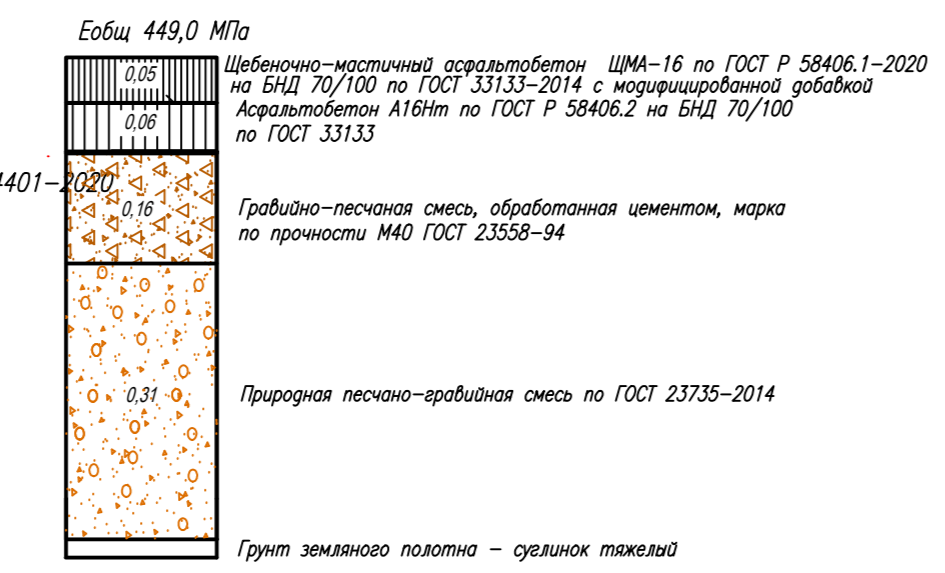 Еобщ 449,0 МПа
0,05
Щебеночно-мастичный асфальтобетон ЩМА-16 по ГОСТ Р 58406.1-2020
на БНД 70/100 по ГОСТ 33133-2014 с модифицированной добавкой
0,06
Асфальтобетон А16Нт по ГОСТ Р 58406.2 на БНД 70/100
по ГОСТ 33133
4401-2020
0,16
Гравийно-песчаная смесь, обработанная цементом, марка
по прочности М40 ГОСТ 23558-94
0,31
Природная песчано-гравийная смесь по ГОСТ 23735-2014
Грунт земляного полотна - суглинок тяжелый